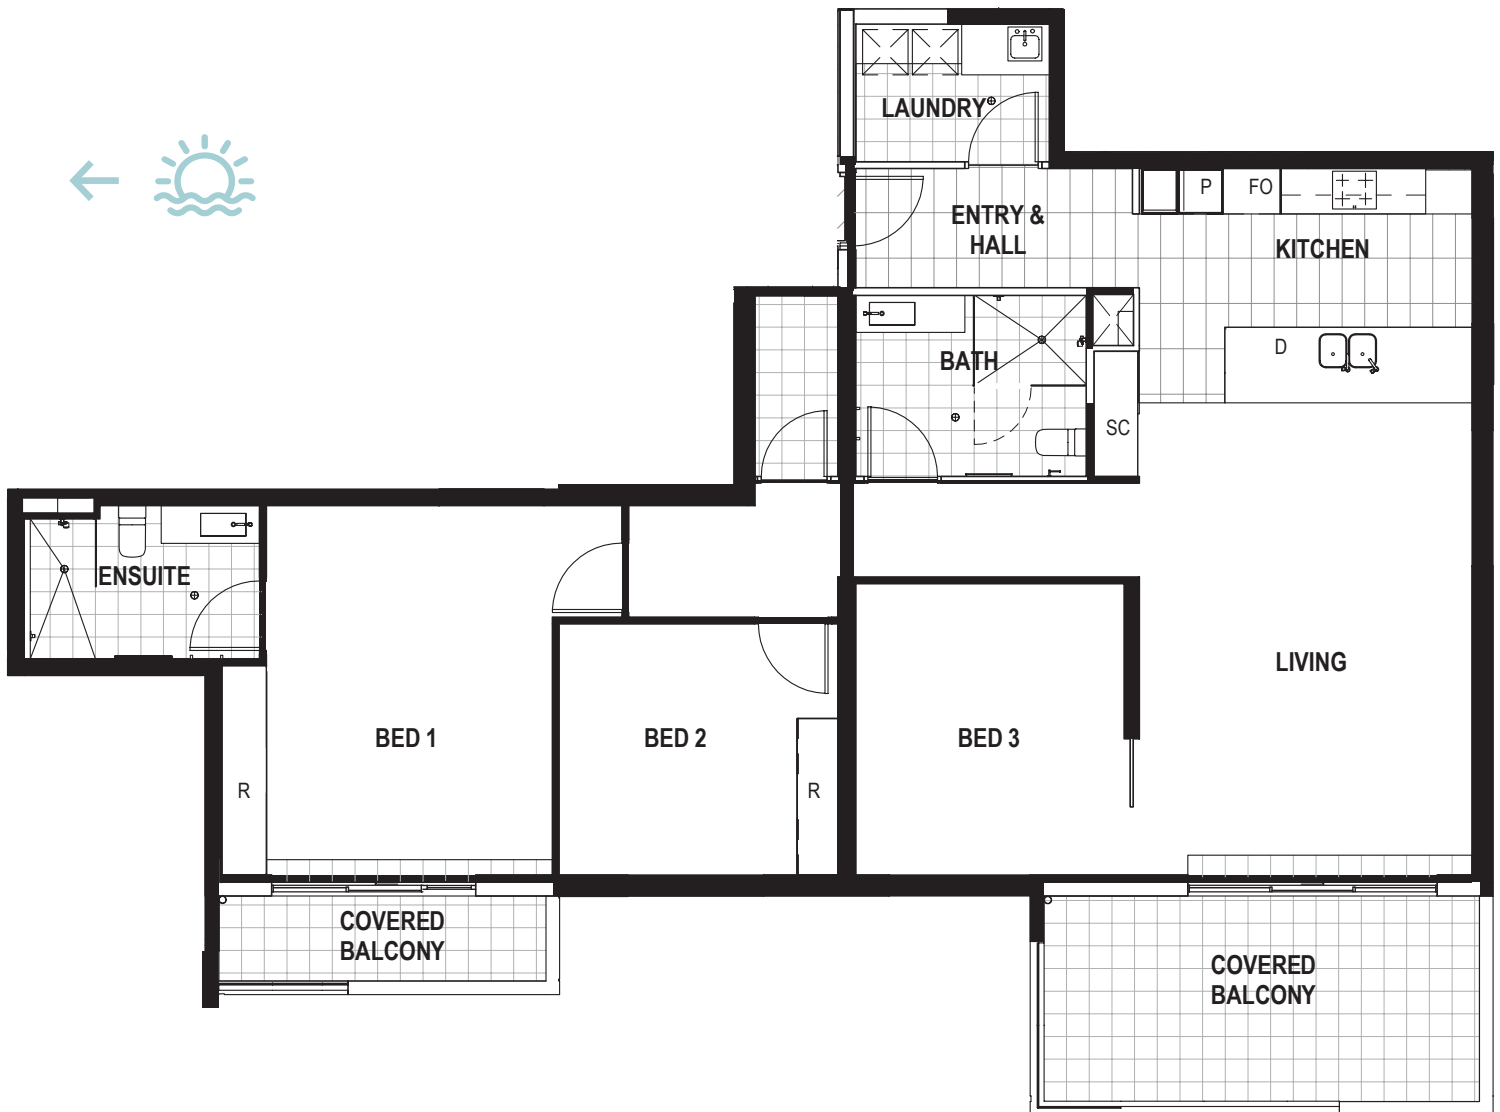 LAUNDRY
P
FO
ENTRY &
HALL
KITCHEN
D
BATH
SC
ENSUITE
LIVING
BED 1
BED 2
BED 3
R
R
COVERED
BALCONY
COVERED
BALCONY